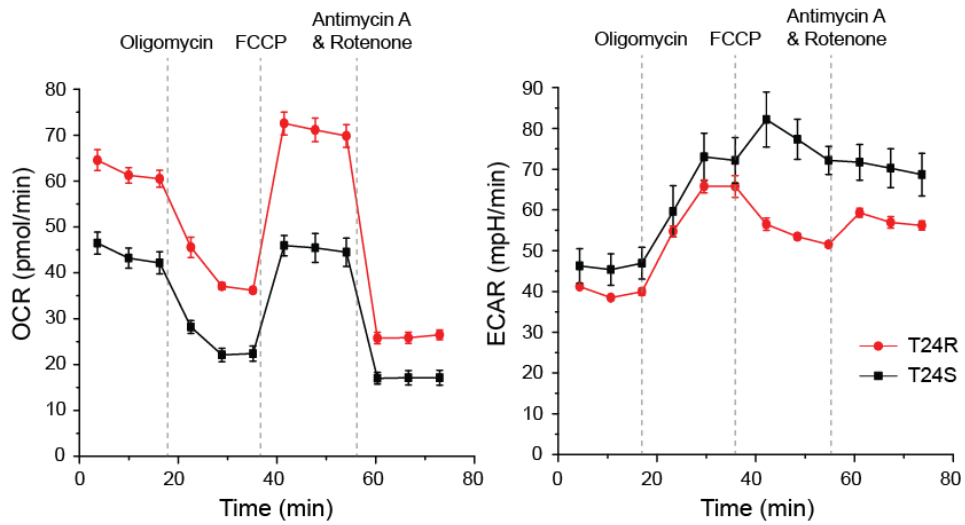 Antimycin A
Oligomycin FCCP & Rotenone
80
70
60
50
40
30
20
10
0
OCR (pmol/min)
0 20 40 60 80
Time (min)
Antimycin A
Oligomycin FCCP & Rotenone
90
80
70
60
50
40
30
20
10
0
ECAR (mpH/min)
T24R
T24S
0 20 40 60 80
Time (min)